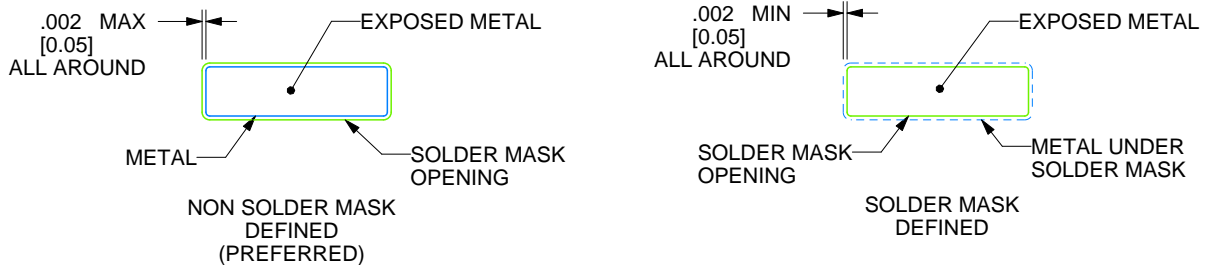 .002 MAX
[0.05]
ALL AROUND
EXPOSED METAL
METAL
SOLDER MASK
OPENING
NON SOLDER MASK
DEFINED
(PREFERRED)
.002 MIN
[0.05]
ALL AROUND
EXPOSED METAL
SOLDER MASK
OPENING
METAL UNDER
SOLDER MASK
SOLDER MASK
DEFINED